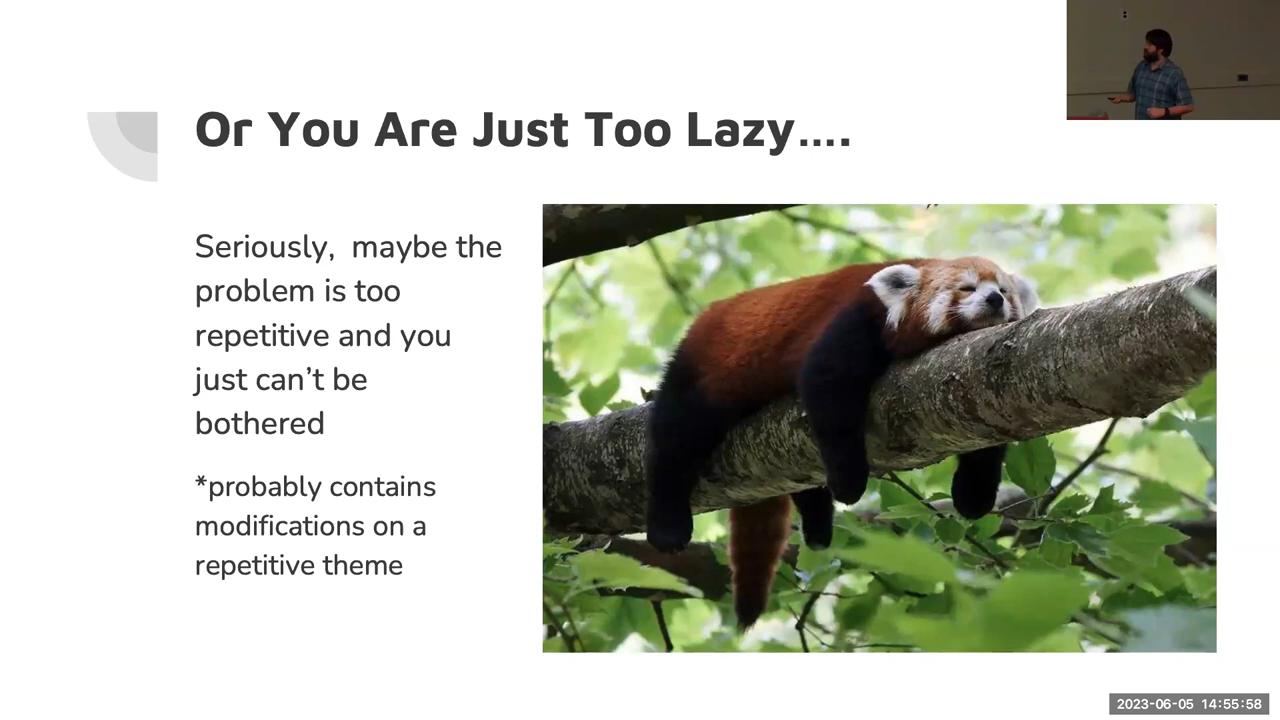 Or You Are Just Too Lazy....
Seriously,  maybe the
problem is too
repetitive and you
just can’t be
bothered
*probably contains
modifications on a
repetitive theme
2023-06-05 14:55:58